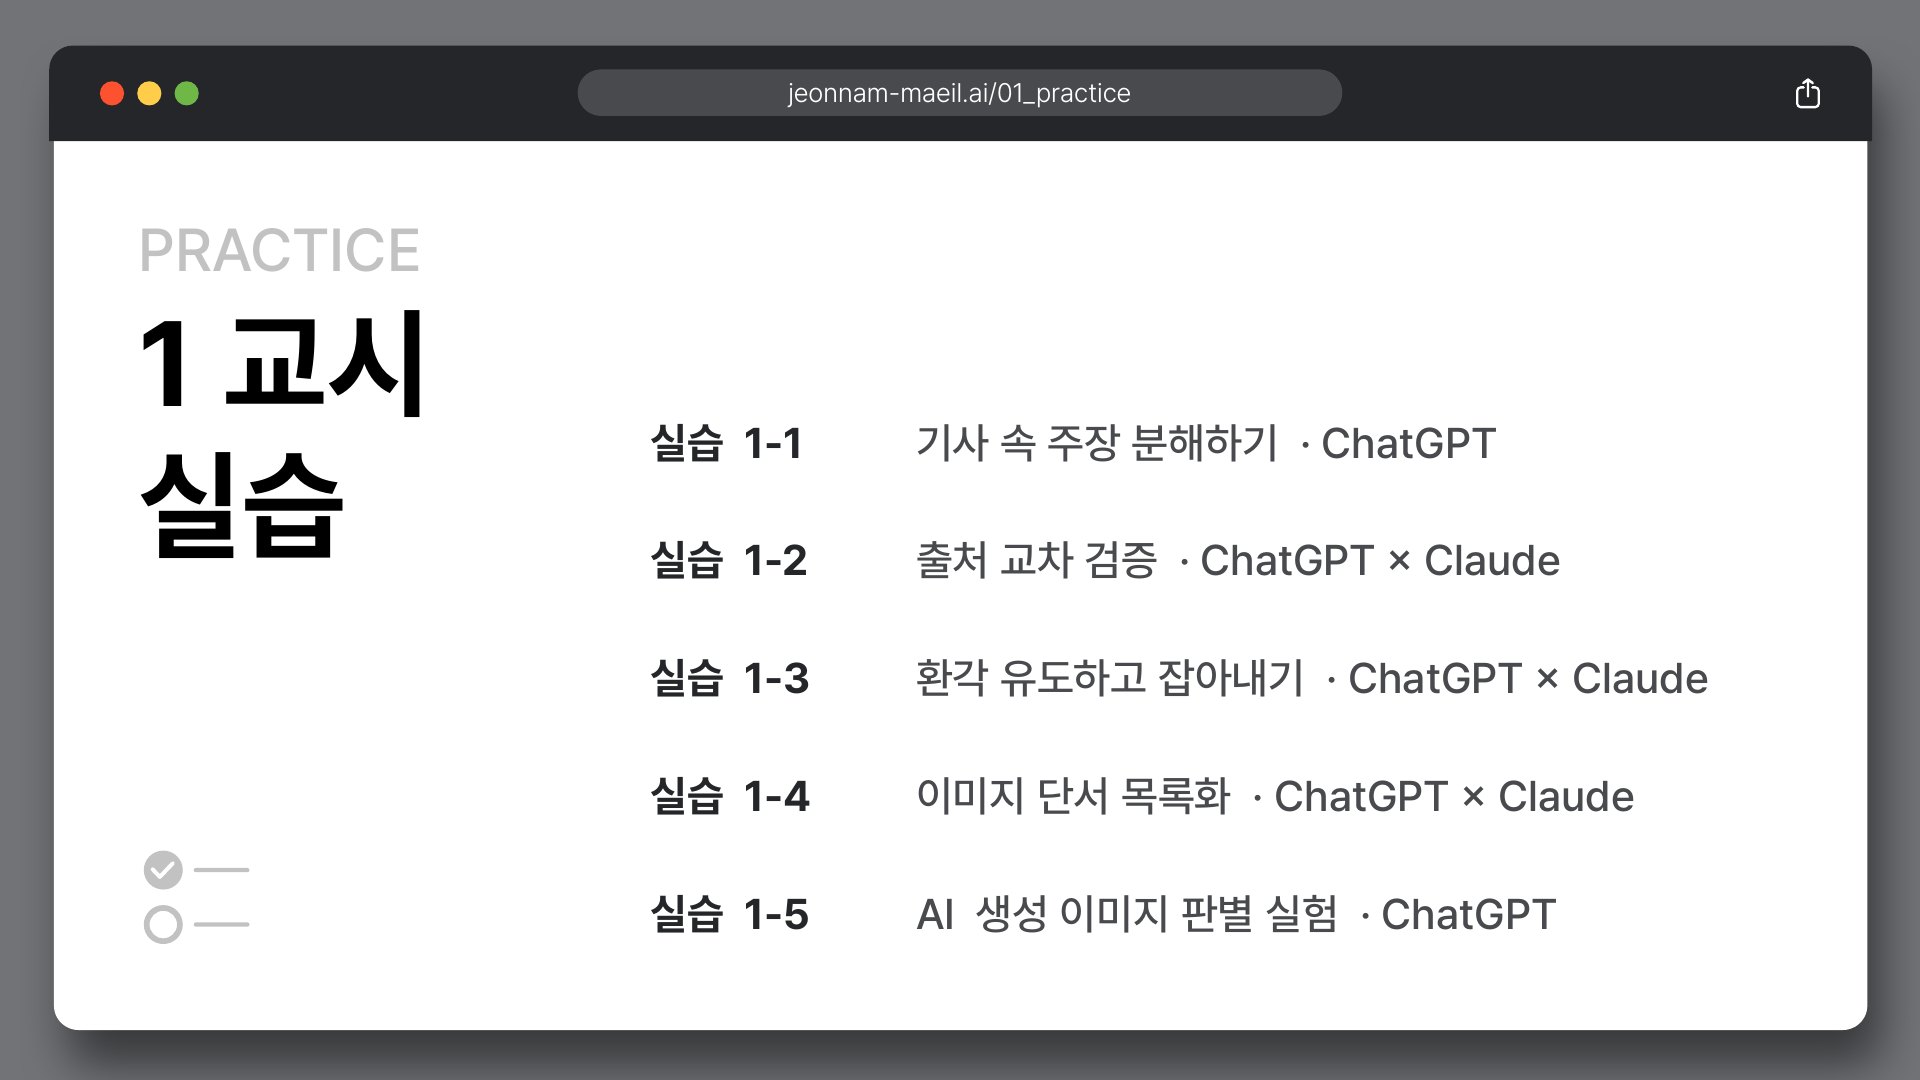 jeonnam-maeil.ai/01_practice
PRACTICE
1 교시
실습
실습 1-1 기사 속 주장 분해하기 · ChatGPT
실습 1-2 출처 교차 검증 · ChatGPT × Claude
실습 1-3 환각 유도하고 잡아내기 · ChatGPT × Claude
실습 1-4 이미지 단서 목록화 · ChatGPT × Claude
실습 1-5 AI 생성 이미지 판별 실험 · ChatGPT